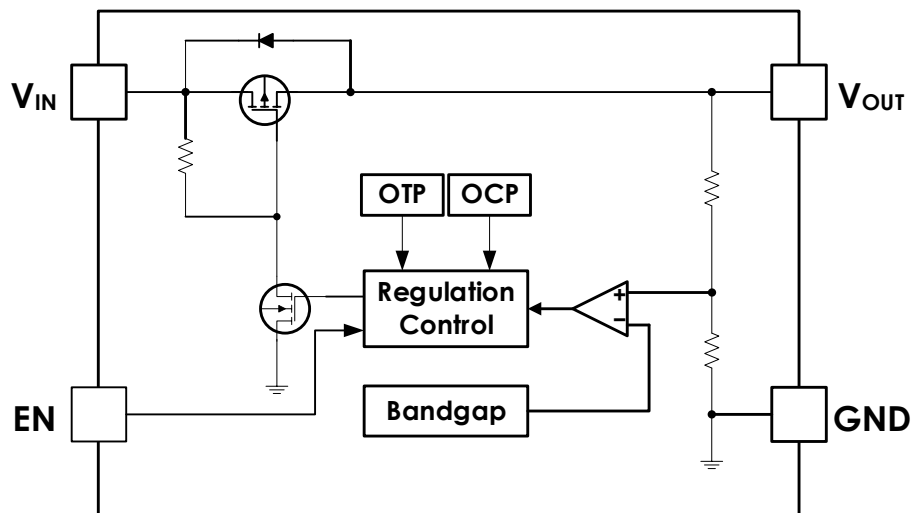 VIN
VOUT
OTP
OCP
Regulation
Control
+
−
EN
Bandgap
GND